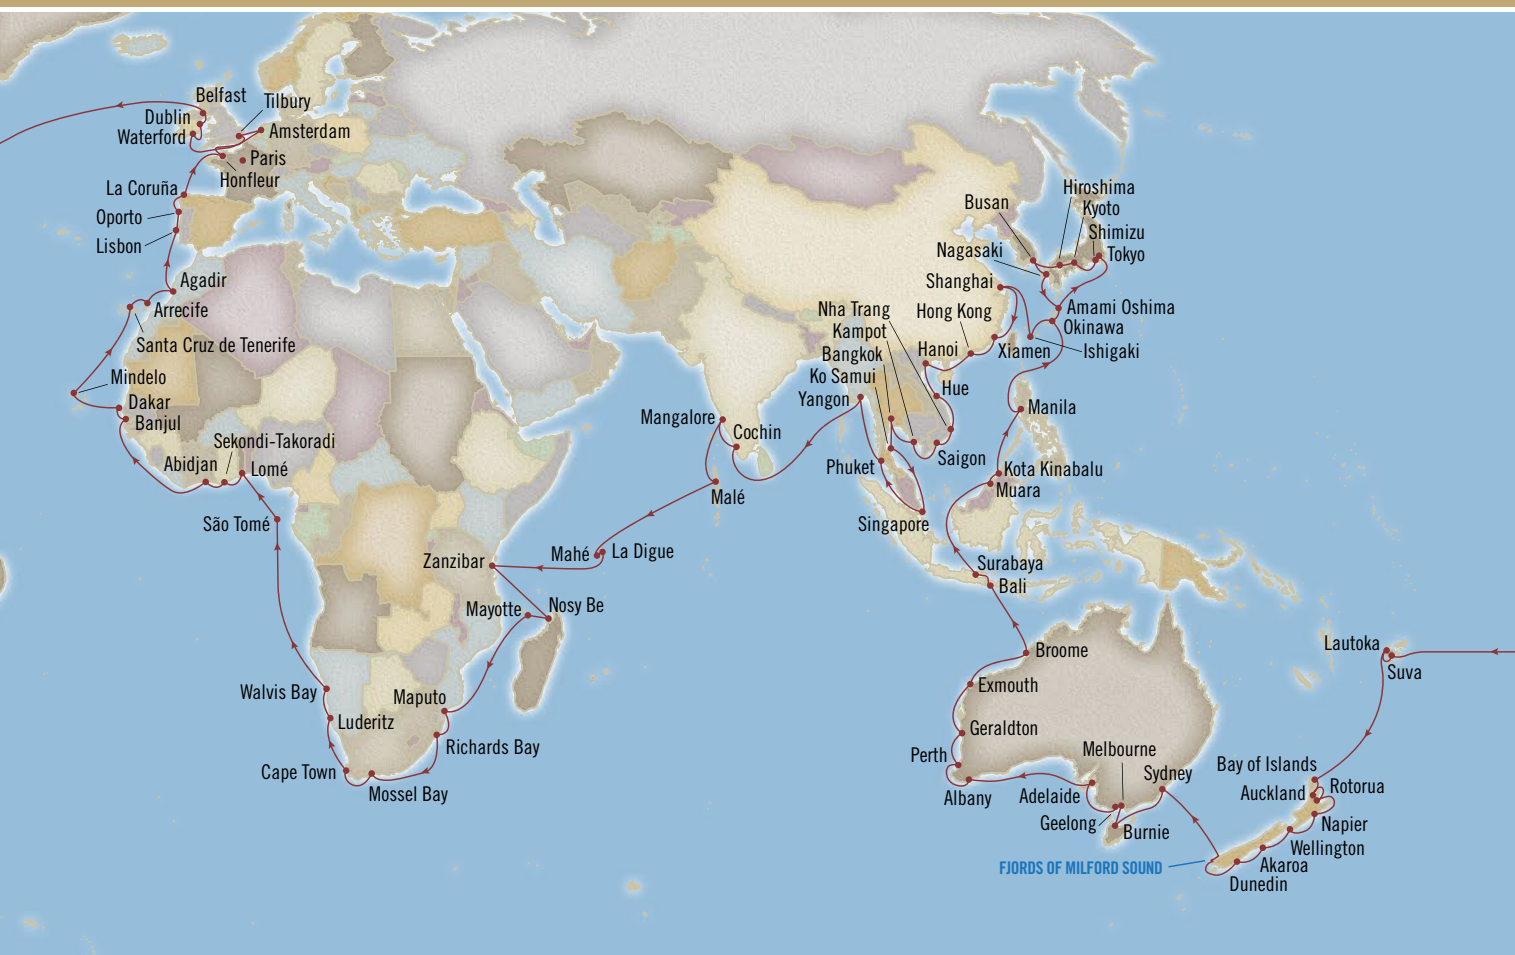 Belfast
Tilbury
Dublin
Waterford
Amsterdam
Paris
Honfleur
La Coruña
Oporto
Lisbon
Agadir
Arrecife
Santa Cruz de Tenerife
Mindelo
Dakar
Banjul
Sekondi-Takoradi
Abidjan
Lomé
São Tomé
Walvis Bay
Luderitz
Cape Town
Mossel Bay
Richards Bay
Maputo
Mayotte
Nosy Be
Zanzibar
Mahé
La Digue
Malé
Mangalore
Cochin
Yangon
Ko Samui
Bangkok
Kampot
Nha Trang
Phuket
Singapore
Saigon
Hue
Hanoi
Hong Kong
Xiamen
Shanghai
Nagasaki
Busan
Hiroshima
Kyoto
Shimizu
Tokyo
Amami Oshima
Okinawa
Ishigaki
Manila
Kota Kinabalu
Muara
Surabaya
Bali
Broome
Exmouth
Geraldton
Perth
Albany
Adelaide
Melbourne
Geelong
Burnie
Sydney
FJORDS OF MILFORD SOUND
Dunedin
Akaroa
Wellington
Napier
Rotorua
Auckland
Bay of Islands
Lautoka
Suva